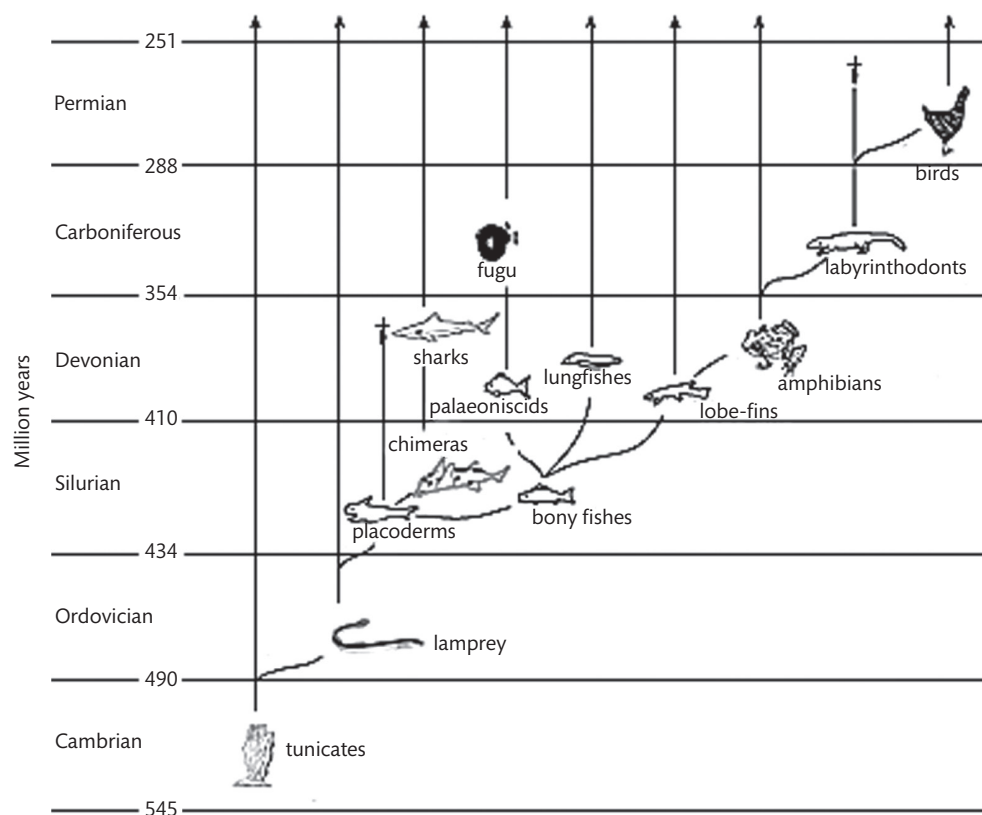 251
Permian
288
birds
Carboniferous
fugu
labyrinthodonts
354
Devonian
sharks
lungfishes
amphibians
palaeoniscids
lobe-fins
410
Million years
chimeras
Silurian
bony fishes
placoderms
434
Ordovician
lamprey
490
Cambrian
tunicates
545